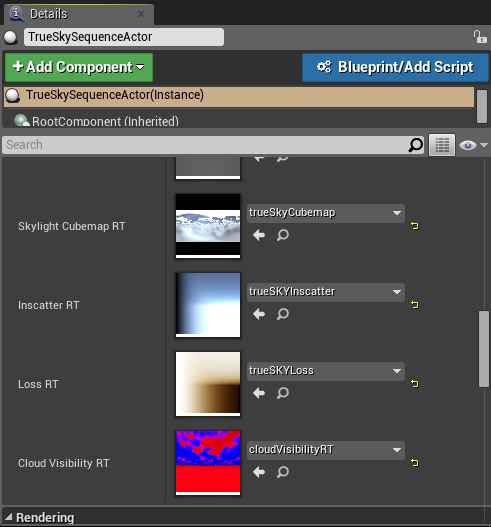 Details
TrueSkySequenceActor
+ Add Component
Blueprint/Add Script
TrueSkySequenceActor(Instance)
RootComponent (Inherited)
Search
Skylight Cubemap RT
trueSkyCubemap
Inscatter RT
trueSKYInscatter
Loss RT
trueSKYLoss
Cloud Visibility RT
cloudVisibilityRT
Rendering